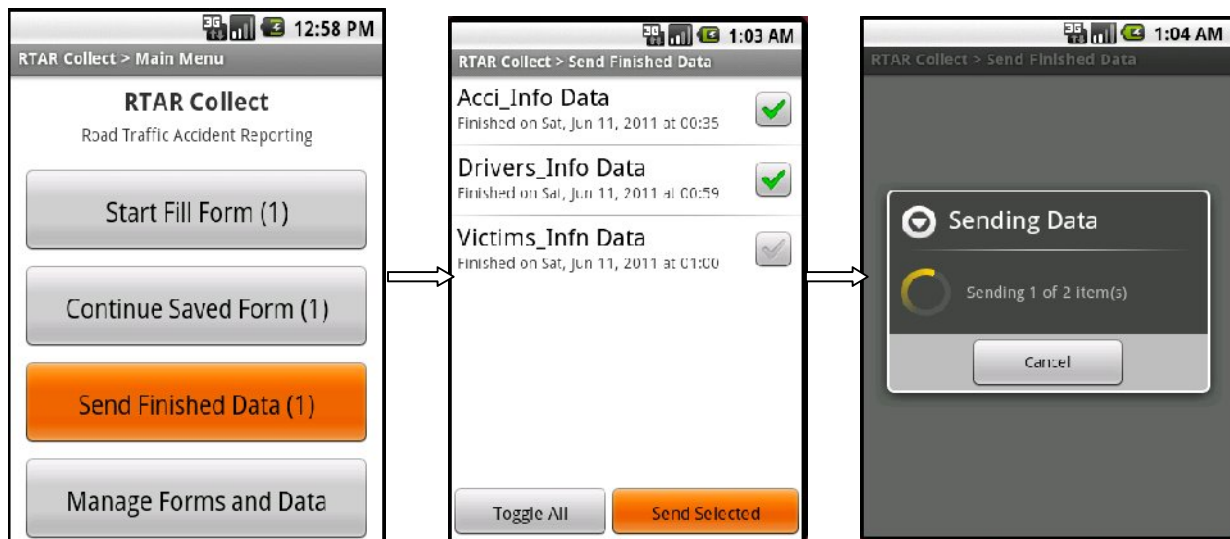 3G 12:58 PM
RTAR Collect > Main Menu
RTAR Collect
Road Traffic Accident Reporting
Start Fill Form (1)
Continue Saved Form (1)
Send Finished Data (1)
Manage Forms and Data
3G 1:03 AM
RTAR Collect > Send Finished Data
Acci_Info Data
Finished on Sat, Jun 11, 2011 at 00:35
Drivers_Info Data
Finished on Sat, Jun 11, 2011 at 00:59
Victims_Infn Data
Finished on Sat, Jun 11, 2011 at 01:00
Toggle All
Send Selected
3G 1:04 AM
RTAR Collect > Send Finished Data
Sending Data
Sending 1 of 2 item(s)
Cancel